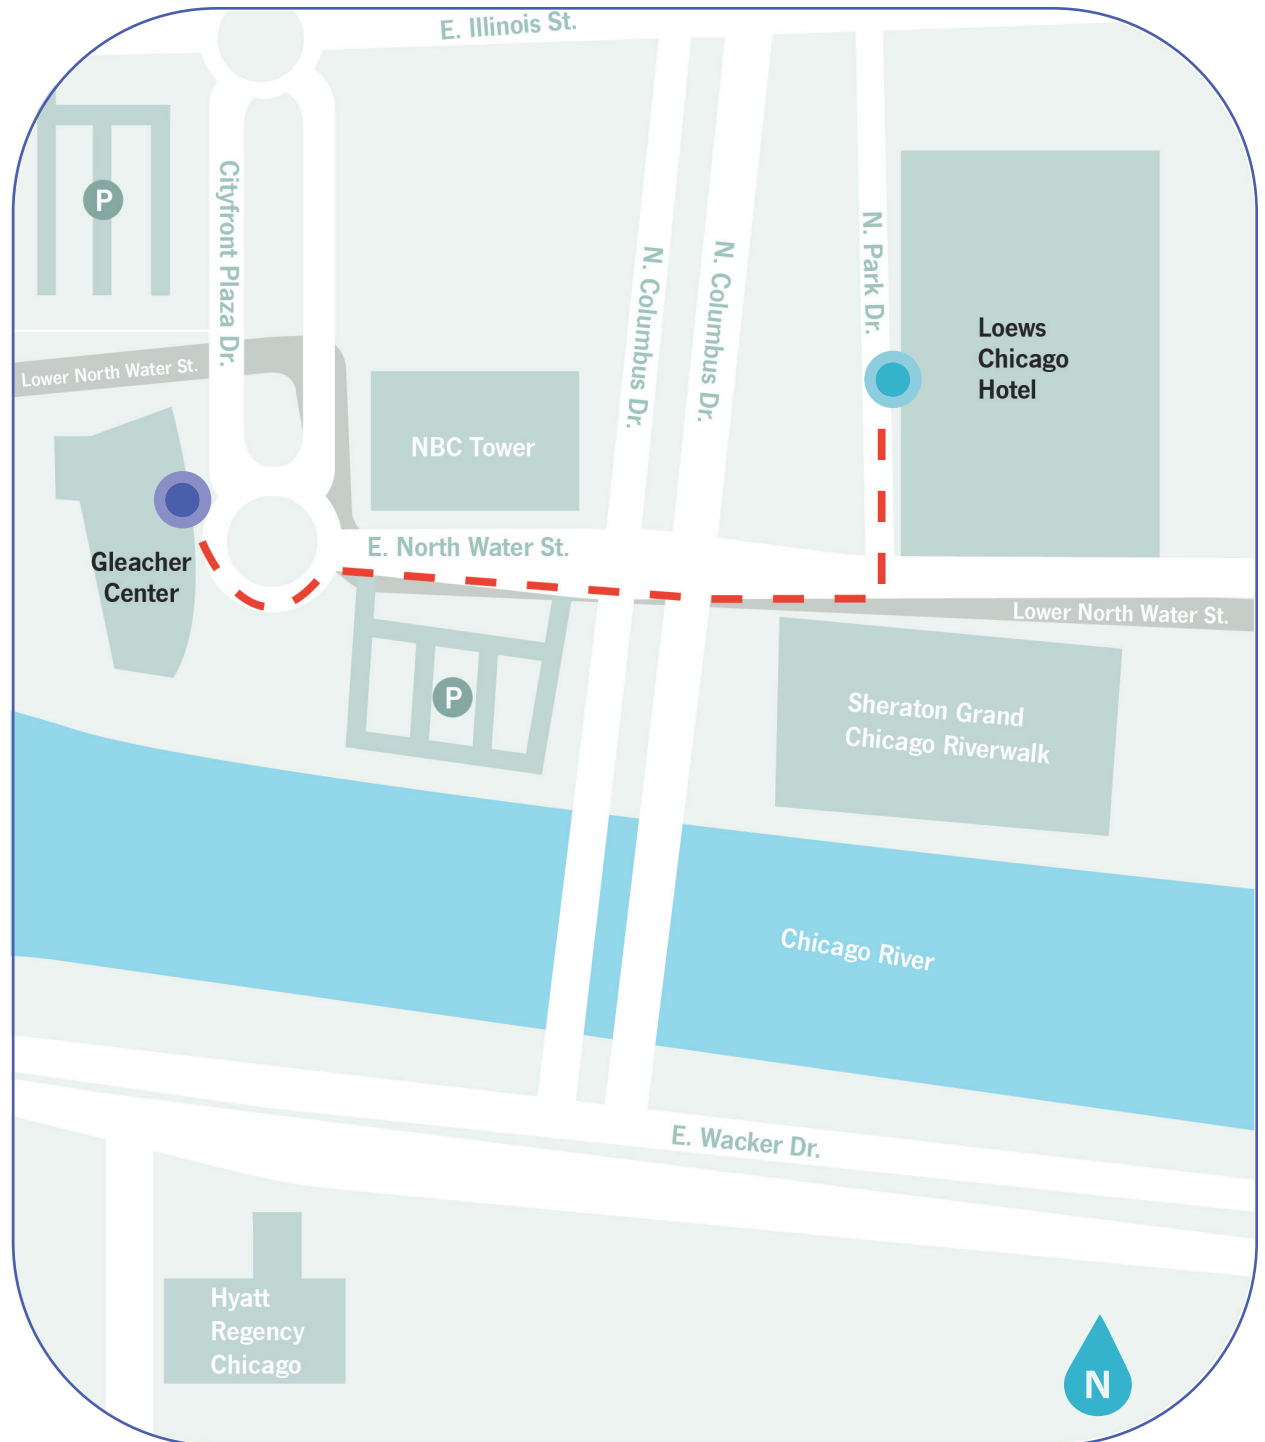 E. Illinois St.
P
Cityfront Plaza Dr.
N. Columbus Dr.
N. Columbus Dr.
N. Park Dr.
Loews
Chicago
Hotel
Lower North Water St.
NBC Tower
Gleacher
Center
E. North Water St.
Lower North Water St.
P
Sheraton Grand
Chicago Riverwalk
Chicago River
E. Wacker Dr.
Hyatt
Regency
Chicago
N